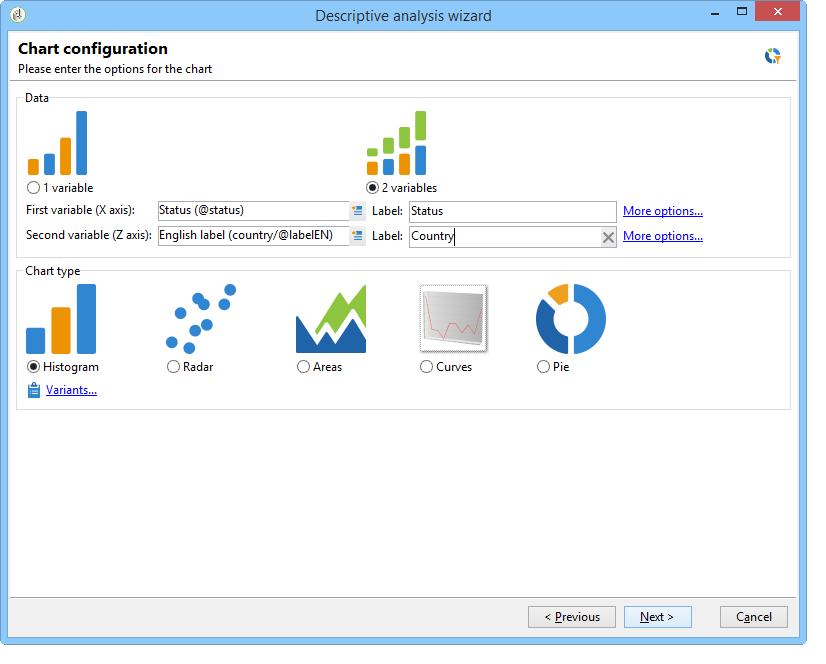 Descriptive analysis wizard
Chart configuration
Please enter the options for the chart
Data
1 variable
2 variables
First variable (X axis): Status (@status) Label: Status More options...
Second variable (Z axis): English label (country/@labelEN) Label: Country More options...
Chart type
Histogram Radar Areas Curves Pie
Variants...
< Previous Next > Cancel